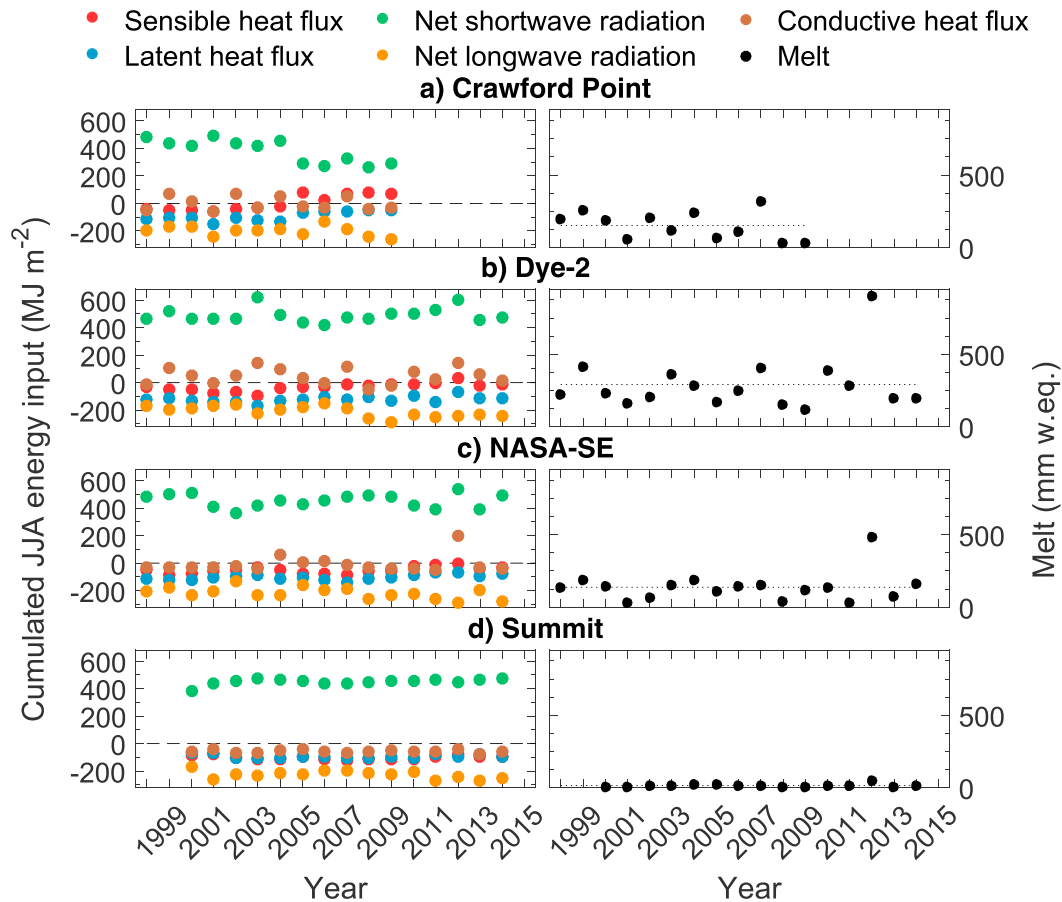 Sensible heat flux Net shortwave radiation Conductive heat flux
Latent heat flux Net longwave radiation Melt
a) Crawford Point
600
400
200
0
-200
500
0
b) Dye-2
600
400
200
0
-200
500
0
c) NASA-SE
600
400
200
0
-200
500
0
d) Summit
600
400
200
0
-200
500
0
Cumulated JJA energy input (MJ m-2)
Melt (mm w.eq.)
1999 2001 2003 2005 2007 2009 2011 2013 2015
1999 2001 2003 2005 2007 2009 2011 2013 2015
Year Year